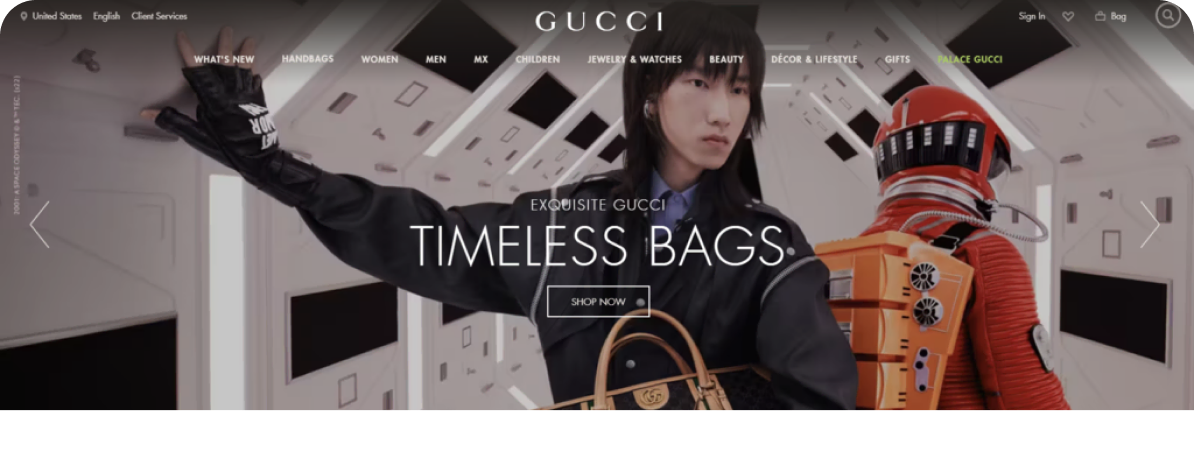 United States English Client Services
GUCCI
Sign In Bag
WHAT'S NEW HANDBAGS WOMEN MEN MX CHILDREN JEWELRY & WATCHES BEAUTY DÉCOR & LIFESTYLE GIFTS PALACE GUCCI
2001: A SPACE ODYSSEY © & ™ TEC. (s22)
EXQUISITE GUCCI
TIMELESS BAGS
SHOP NOW